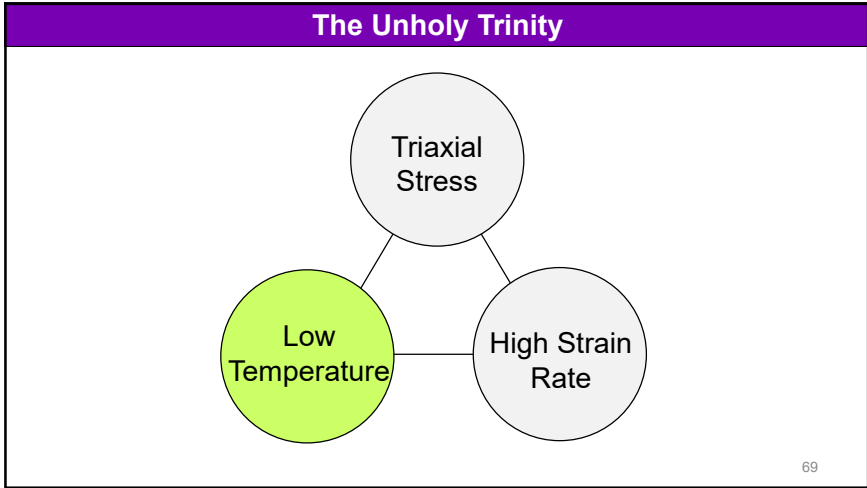 The Unholy Trinity
Triaxial
Stress
Low
Temperature
High Strain
Rate
69